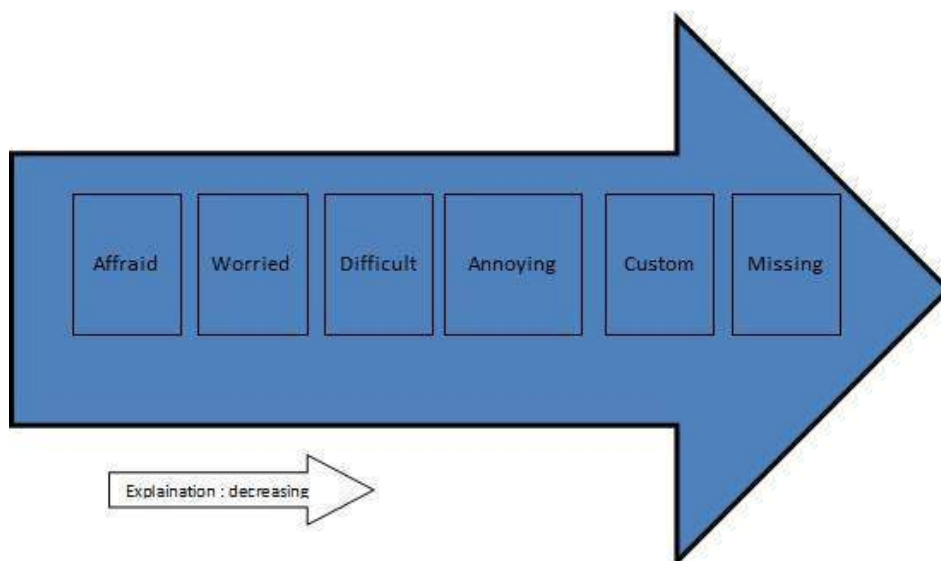 Affraid Worried Difficult Annoying Custom Missing
Explaination : decreasing